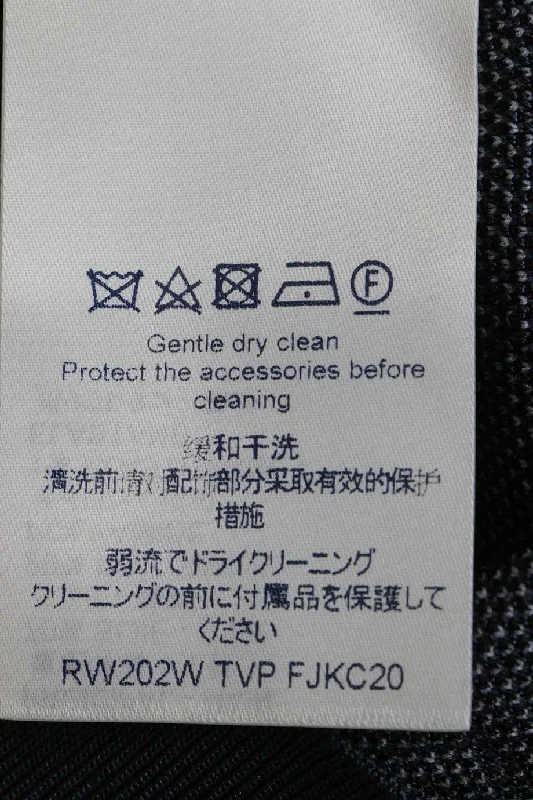 F
Gentle dry clean
Protect the accessories before
cleaning
缓和干洗
清洗前请对配饰部分采取有效的保护
措施
弱流でドライクリーニング
クリーニングの前に付属品を保護して
ください
RW202W TVP FJKC20